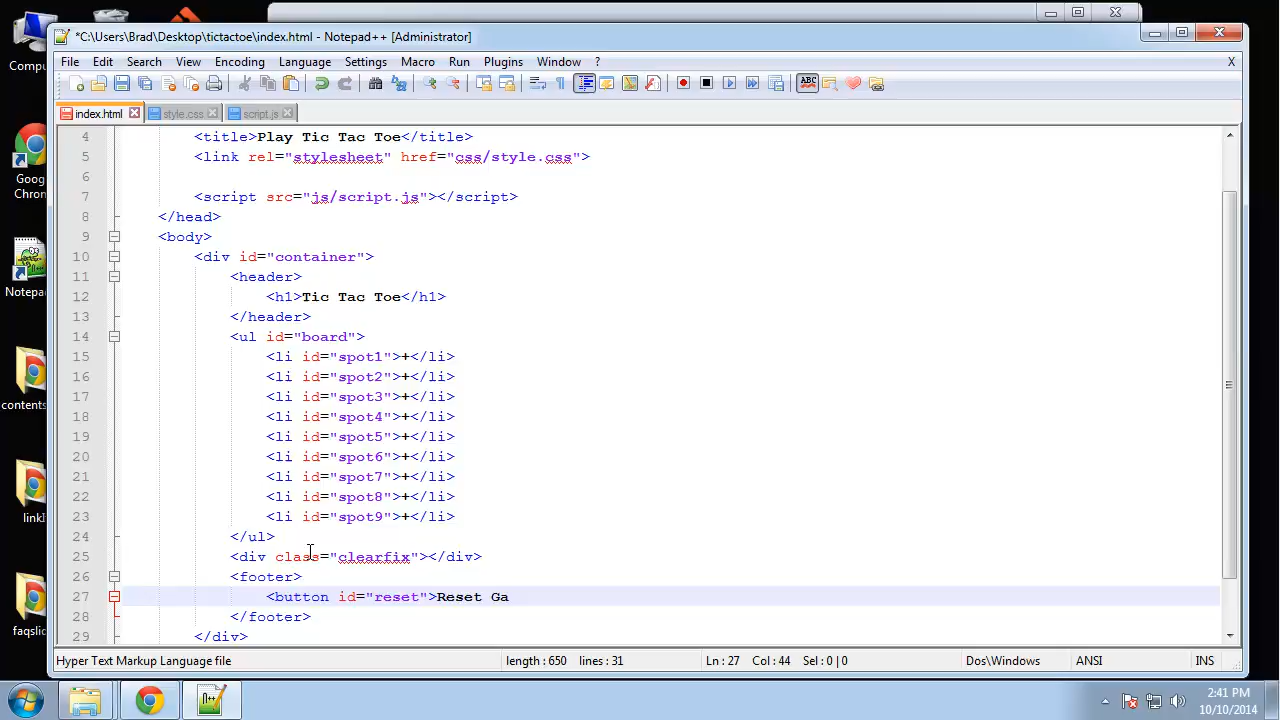 *C:\Users\Brad\Desktop\tictactoe\index.html - Notepad++ [Administrator]
File Edit Search View Encoding Language Settings Macro Run Plugins Window ? X
index.html style.css script.js
4 <title>Play Tic Tac Toe</title>
5 <link rel="stylesheet" href="css/style.css">
6
7 <script src="js/script.js"></script>
8 </head>
9 <body>
10 <div id="container">
11 <header>
12 <h1>Tic Tac Toe</h1>
13 </header>
14 <ul id="board">
15 <li id="spot1">+</li>
16 <li id="spot2">+</li>
17 <li id="spot3">+</li>
18 <li id="spot4">+</li>
19 <li id="spot5">+</li>
20 <li id="spot6">+</li>
21 <li id="spot7">+</li>
22 <li id="spot8">+</li>
23 <li id="spot9">+</li>
24 </ul>
25 <div class="clearfix"></div>
26 <footer>
27 <button id="reset">Reset Ga
28 </footer>
29 </div>
Hyper Text Markup Language file length : 650 lines : 31 Ln : 27 Col : 44 Sel : 0 | 0 Dos\Windows ANSI INS
Compu
Goog
Chron
Notepa
contents
linkI
faqslic
2:41 PM
10/10/2014